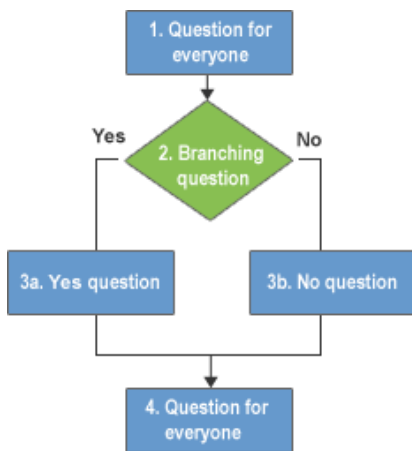 1. Question for
everyone
Yes
No
2. Branching
question
3a. Yes question
3b. No question
4. Question for
everyone